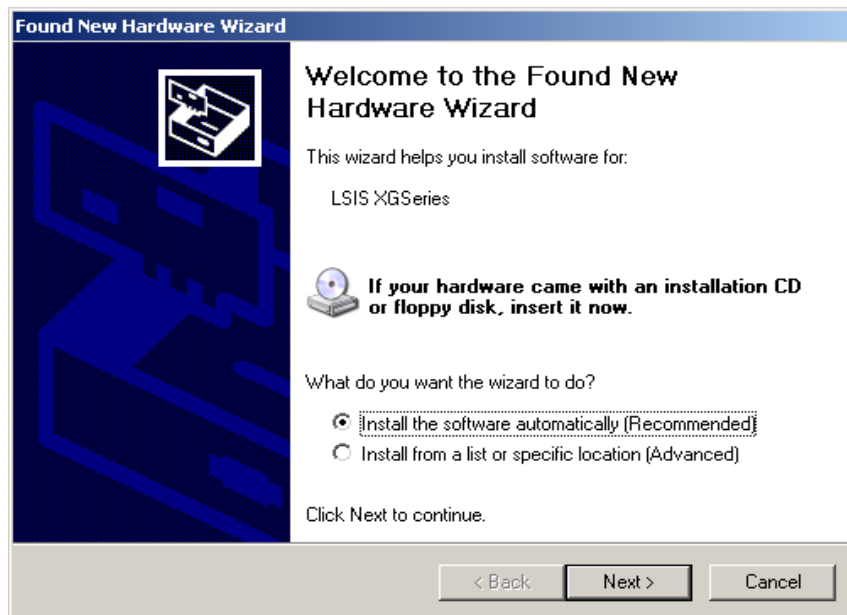 Found New Hardware Wizard
Welcome to the Found New
Hardware Wizard
This wizard helps you install software for:
LSIS XGSeries
If your hardware came with an installation CD
or floppy disk, insert it now.
What do you want the wizard to do?
Install the software automatically (Recommended)
Install from a list or specific location (Advanced)
Click Next to continue.
< Back
Next >
Cancel